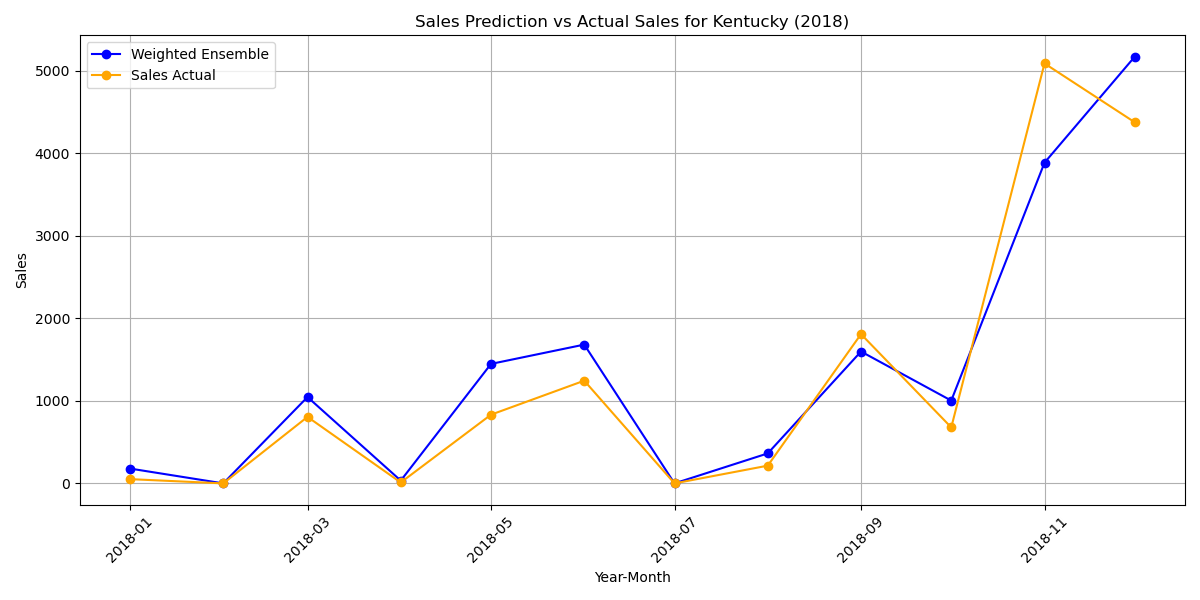 Sales Prediction vs Actual Sales for Kentucky (2018)
Weighted Ensemble
Sales Actual
5000
4000
3000
2000
1000
0
Sales
2018-01
2018-03
2018-05
2018-07
2018-09
2018-11
Year-Month